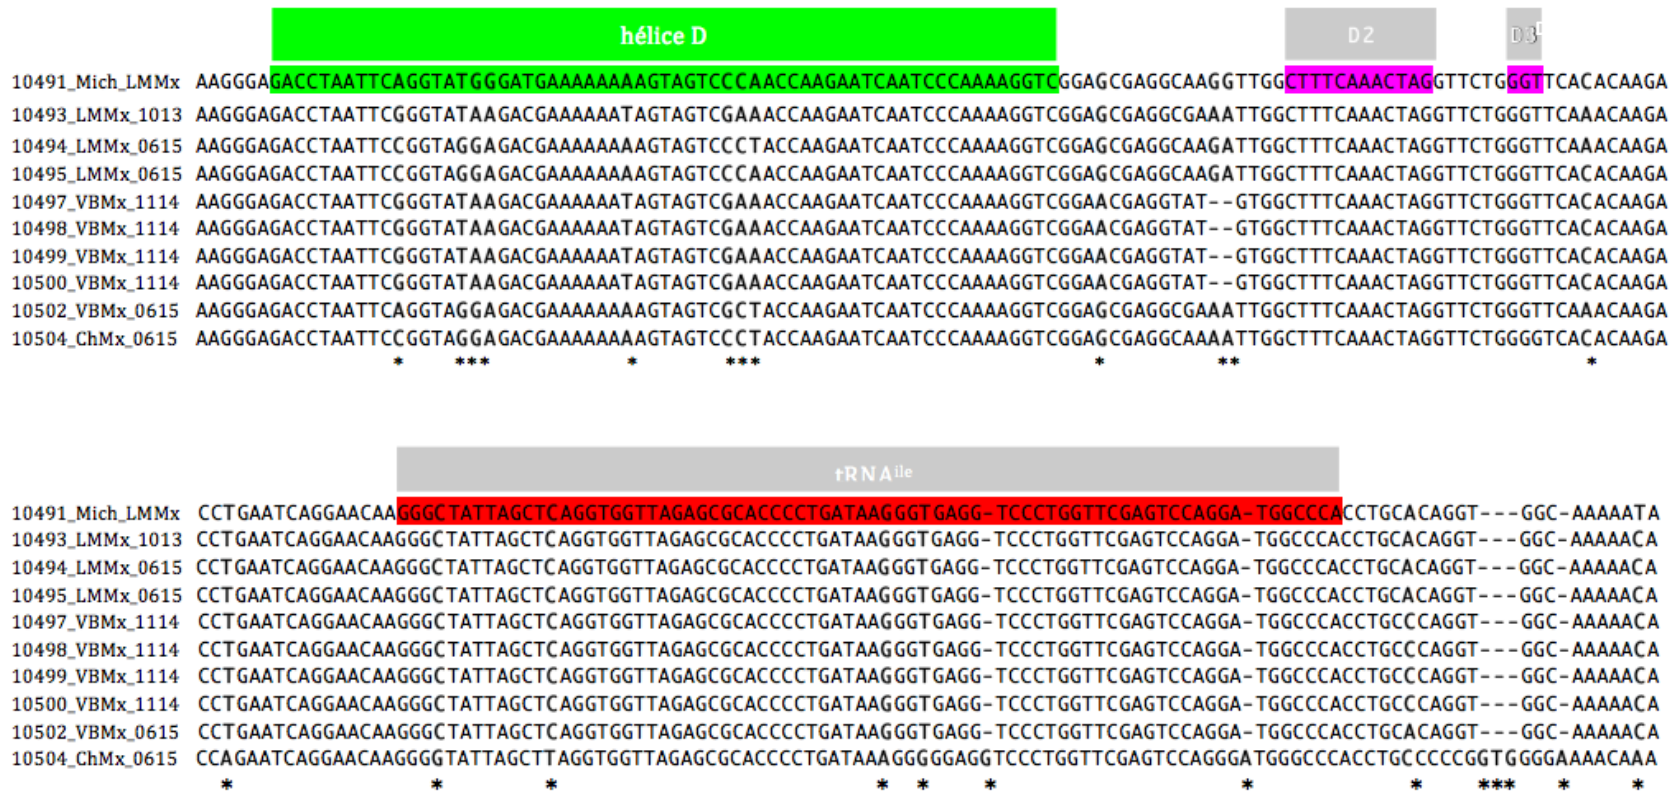 hélice D D2 D3
10491_Mich_LMMx AAGGGAGACCTAATTCAGGTATGGGATGAAAAAAAAGTAGTCCCAACCAAGAATCAATCCCAAAAGGTCGGAGCGAGGCAAGGTTGGCTTTCAAACTAGGTTCTGGGTTCACACAAGA
10493_LMMx_1013 AAGGGAGACCTAATTCGGGTATAAGACGAAAAAATAGTAGTCGAAACCAAGAATCAATCCCAAAAGGTCGGAGCGAGGCGAAATTGGCTTTCAAACTAGGTTCTGGGTTCAAACAAGA
10494_LMMx_0615 AAGGGAGACCTAATTCCGGTAGGAGACGAAAAAAAAGTAGTCCCTACCAAGAATCAATCCCAAAAGGTCGGAGCGAGGCAAGATTGGCTTTCAAACTAGGTTCTGGGTTCAAACAAGA
10495_LMMx_0615 AAGGGAGACCTAATTCCGGTAGGAGACGAAAAAAAAGTAGTCCCAACCAAGAATCAATCCCAAAAGGTCGGAGCGAGGCAAGATTGGCTTTCAAACTAGGTTCTGGGTTCACACAAGA
10497_VBMx_1114 AAGGGAGACCTAATTCGGGTATAAGACGAAAAAATAGTAGTCGAAACCAAGAATCAATCCCAAAAGGTCGGAACGAGGTAT--GTGGCTTTCAAACTAGGTTCTGGGTTCACACAAGA
10498_VBMx_1114 AAGGGAGACCTAATTCGGGTATAAGACGAAAAAATAGTAGTCGAAACCAAGAATCAATCCCAAAAGGTCGGAACGAGGTAT--GTGGCTTTCAAACTAGGTTCTGGGTTCACACAAGA
10499_VBMx_1114 AAGGGAGACCTAATTCGGGTATAAGACGAAAAAATAGTAGTCGAAACCAAGAATCAATCCCAAAAGGTCGGAACGAGGTAT--GTGGCTTTCAAACTAGGTTCTGGGTTCACACAAGA
10500_VBMx_1114 AAGGGAGACCTAATTCGGGTATAAGACGAAAAAATAGTAGTCGAAACCAAGAATCAATCCCAAAAGGTCGGAACGAGGTAT--GTGGCTTTCAAACTAGGTTCTGGGTTCACACAAGA
10502_VBMx_0615 AAGGGAGACCTAATTCAGGTAGGAGACGAAAAAAAAGTAGTCGCTACCAAGAATCAATCCCAAAAGGTCGGAGCGAGGCGAAATTGGCTTTCAAACTAGGTTCTGGGTTCAAACAAGA
10504_ChMx_0615 AAGGGAGACCTAATTCCGGTAGGAGACGAAAAAAAAGTAGTCCCTACCAAGAATCAATCCCAAAAGGTCGGAGCGAGGCAAAATTGGCTTTCAAACTAGGTTCTGGGGTCACACAAGA
* *** * *** * ** *
tRNAile
10491_Mich_LMMx CCTGAATCAGGAACAAGGGCTATTAGCTCAGGTGGTTAGAGCGCACCCCTGATAAGGGTGAGG-TCCCTGGTTCGAGTCCAGGA-TGGCCCACCTGCACAGGT---GGC-AAAAATA
10493_LMMx_1013 CCTGAATCAGGAACAAGGGCTATTAGCTCAGGTGGTTAGAGCGCACCCCTGATAAGGGTGAGG-TCCCTGGTTCGAGTCCAGGA-TGGCCCACCTGCACAGGT---GGC-AAAAACA
10494_LMMx_0615 CCTGAATCAGGAACAAGGGCTATTAGCTCAGGTGGTTAGAGCGCACCCCTGATAAGGGTGAGG-TCCCTGGTTCGAGTCCAGGA-TGGCCCACCTGCACAGGT---GGC-AAAAACA
10495_LMMx_0615 CCTGAATCAGGAACAAGGGCTATTAGCTCAGGTGGTTAGAGCGCACCCCTGATAAGGGTGAGG-TCCCTGGTTCGAGTCCAGGA-TGGCCCACCTGCACAGGT---GGC-AAAAACA
10497_VBMx_1114 CCTGAATCAGGAACAAGGGCTATTAGCTCAGGTGGTTAGAGCGCACCCCTGATAAGGGTGAGG-TCCCTGGTTCGAGTCCAGGA-TGGCCCACCTGCCCAGGT---GGC-AAAAACA
10498_VBMx_1114 CCTGAATCAGGAACAAGGGCTATTAGCTCAGGTGGTTAGAGCGCACCCCTGATAAGGGTGAGG-TCCCTGGTTCGAGTCCAGGA-TGGCCCACCTGCCCAGGT---GGC-AAAAACA
10499_VBMx_1114 CCTGAATCAGGAACAAGGGCTATTAGCTCAGGTGGTTAGAGCGCACCCCTGATAAGGGTGAGG-TCCCTGGTTCGAGTCCAGGA-TGGCCCACCTGCCCAGGT---GGC-AAAAACA
10500_VBMx_1114 CCTGAATCAGGAACAAGGGCTATTAGCTCAGGTGGTTAGAGCGCACCCCTGATAAGGGTGAGG-TCCCTGGTTCGAGTCCAGGA-TGGCCCACCTGCCCAGGT---GGC-AAAAACA
10502_VBMx_0615 CCTGAATCAGGAACAAGGGCTATTAGCTCAGGTGGTTAGAGCGCACCCCTGATAAGGGTGAGG-TCCCTGGTTCGAGTCCAGGA-TGGCCCACCTGCACAGGT---GGC-AAAAACA
10504_ChMx_0615 CCAGAATCAGGAACAAGGGGTATTAGCTTAGGTGGTTAGAGCGCACCCCTGATAAAGGGGGAGGTCCCTGGTTCGAGTCCAGGGATGGGCCCACCTGCCCCCGGTGGGGAAAACAAA
* * * * * * * * *** * *